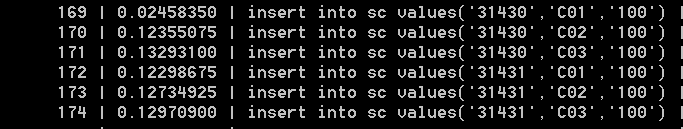 169 | 0.02458350 | insert into sc values('31430','C01','100') |
170 | 0.12355075 | insert into sc values('31430','C02','100') |
171 | 0.13293100 | insert into sc values('31430','C03','100') |
172 | 0.12298675 | insert into sc values('31431','C01','100') |
173 | 0.12734925 | insert into sc values('31431','C02','100') |
174 | 0.12970900 | insert into sc values('31431','C03','100') |